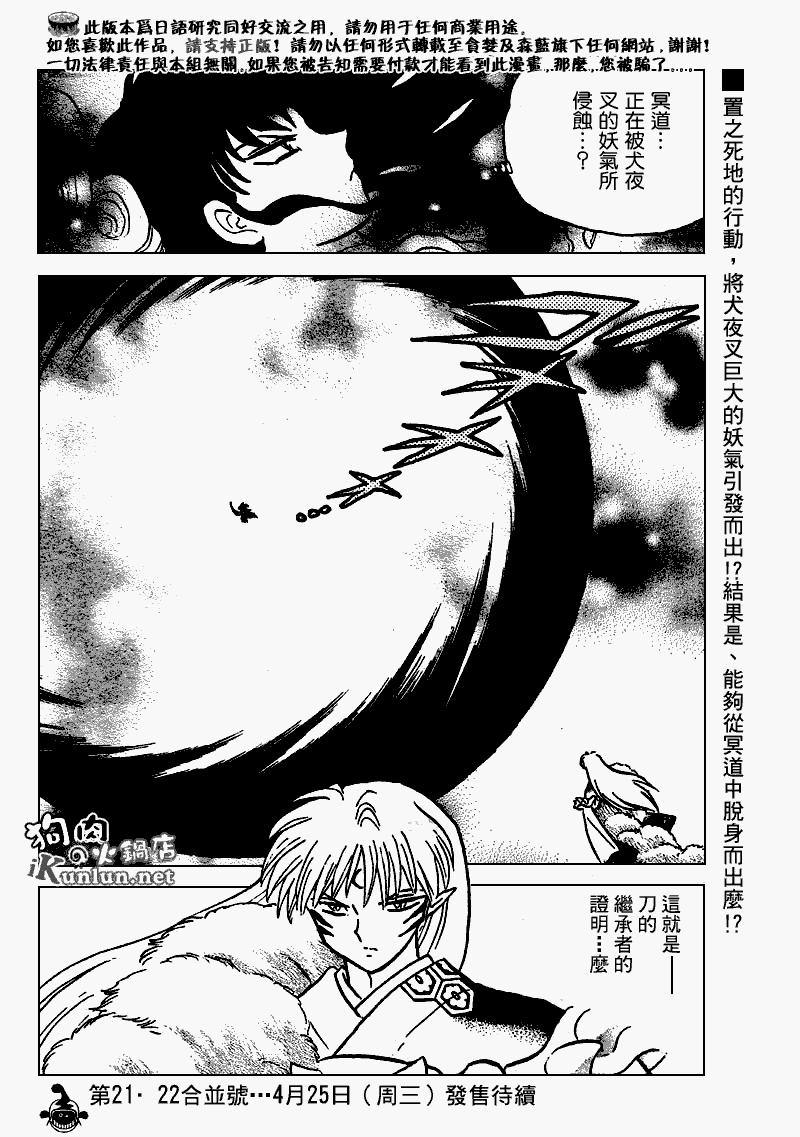 此版本爲日語研究同好交流之用，請勿用于任何商業用途。
如您喜歡此作品，請支持正版！請勿以任何形式轉載至貪婪及森藍旗下任何網站，謝謝！
一切法律責任與本組無關。如果您被告知需要付款才能看到此漫畫，那麼，您被騙了……
■置之死地的行動，將犬夜叉巨大的妖氣引發而出!?結果是、能夠從冥道中脫身而出麼!?
冥道…
正在被犬夜
叉的妖氣所
侵蝕…？
狗肉の火鍋店
iKunlun.net
這就是——
刀的
繼承者的
證明…麼
第21·22合並號…4月25日（周三）發售待續